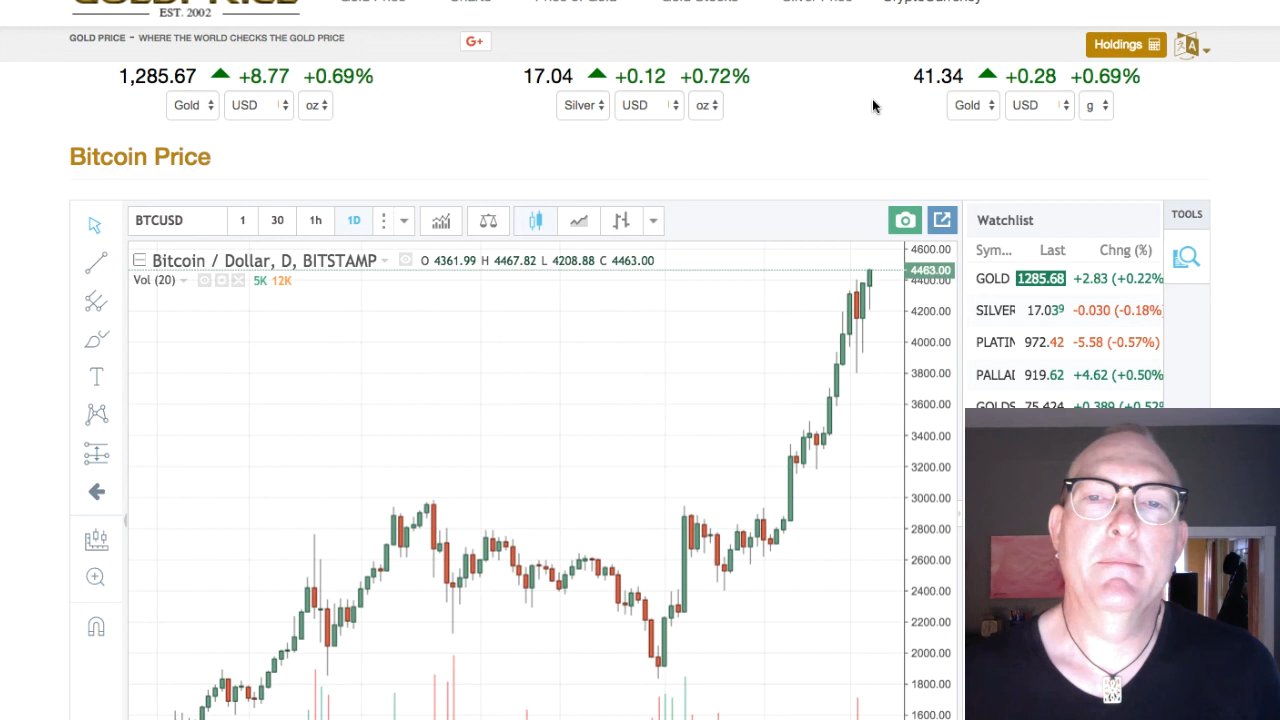 EST. 2002
GOLD PRICE - WHERE THE WORLD CHECKS THE GOLD PRICE
G+
Holdings
1,285.67 +8.77 +0.69%
Gold USD oz
17.04 +0.12 +0.72%
Silver USD oz
41.34 +0.28 +0.69%
Gold USD g
Bitcoin Price
BTCUSD 1 30 1h 1D
Bitcoin / Dollar, D, BITSTAMP O 4361.99 H 4467.82 L 4208.88 C 4463.00
Vol (20) 5K 12K
4600.00
4463.00
4400.00
4200.00
4000.00
3800.00
3600.00
3400.00
3200.00
3000.00
2800.00
2600.00
2400.00
2200.00
2000.00
1800.00
1600.00
Watchlist
TOOLS
Sym... Last Chng (%)
GOLD 1285.68 +2.83 (+0.22%)
SILVER 17.039 -0.030 (-0.18%)
PLATIN 972.42 -5.58 (-0.57%)
PALLAI 919.62 +4.62 (+0.50%